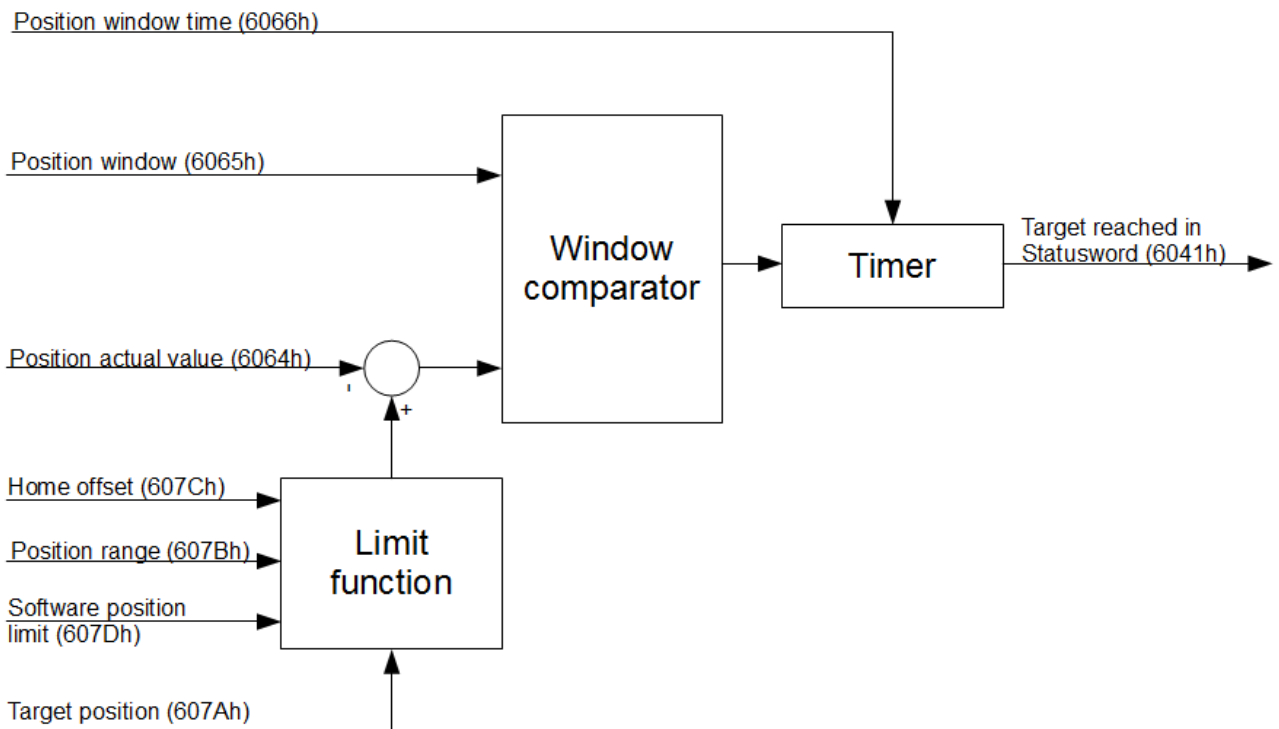 Position window time (6066h)
Position window (6065h)
Window
comparator
Timer
Target reached in
Statusword (6041h)
Position actual value (6064h)
'
+
Home offset (607Ch)
Position range (607Bh)
Software position
limit (607Dh)
Limit
function
Target position (607Ah)